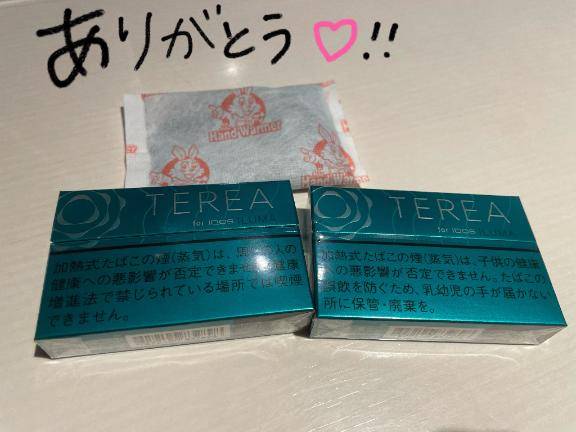 ありがとう♡!!
Hand Warmer
TEREA
for IQOS ILUMA
加熱式たばこの煙(蒸気)は、周りの人の
健康への悪影響が否定できません。健康
増進法で禁じられている場所では喫煙
できません。
TEREA
for IQOS ILUMA
加熱式たばこの煙(蒸気)は、子供の健康
への悪影響が否定できません。たばこの
誤飲を防ぐため、乳幼児の手が届かない
所に保管・廃棄を。